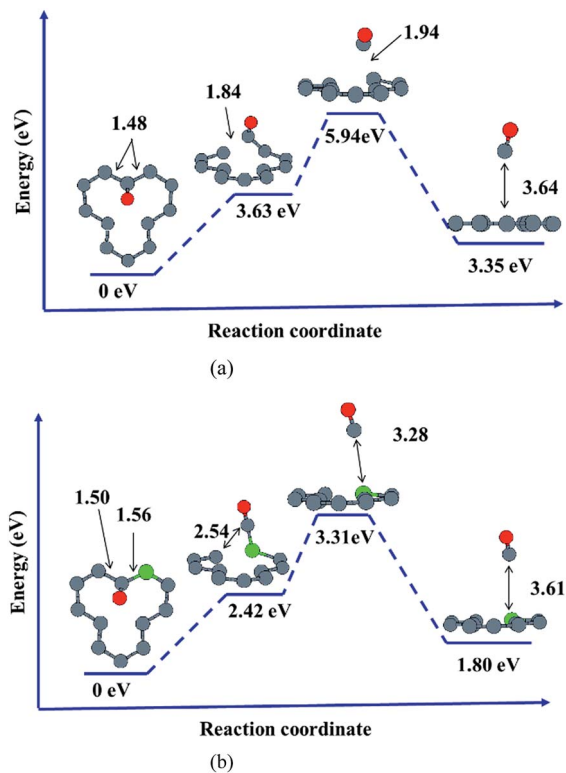 Energy (eV)
1.48
1.84
1.94
3.64
0 eV
3.63 eV
5.94eV
3.35 eV
Reaction coordinate
(a)
Energy (eV)
1.50
1.56
2.54
3.28
3.61
0 eV
2.42 eV
3.31eV
1.80 eV
Reaction coordinate
(b)